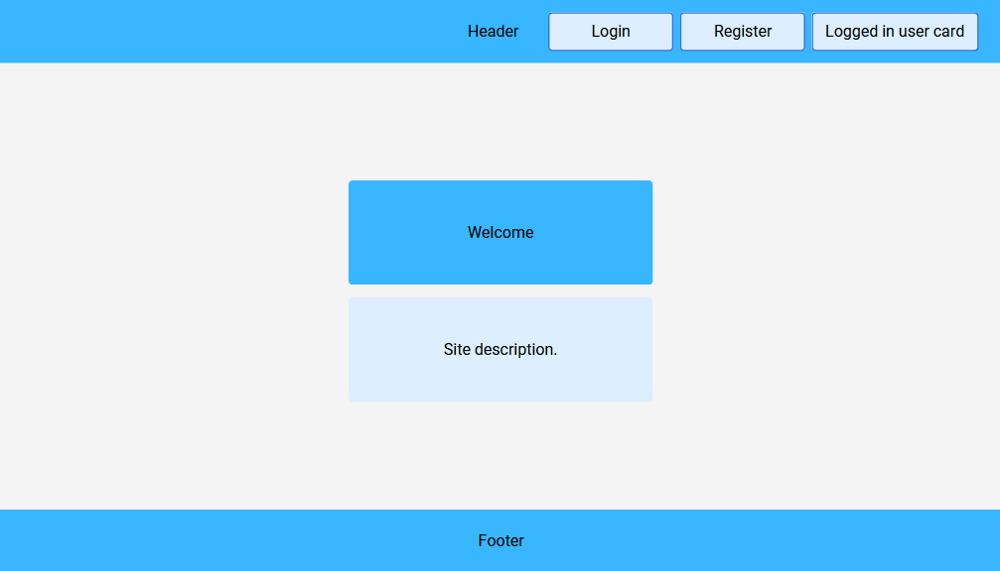 Header
Login
Register
Logged in user card
Welcome
Site description.
Footer